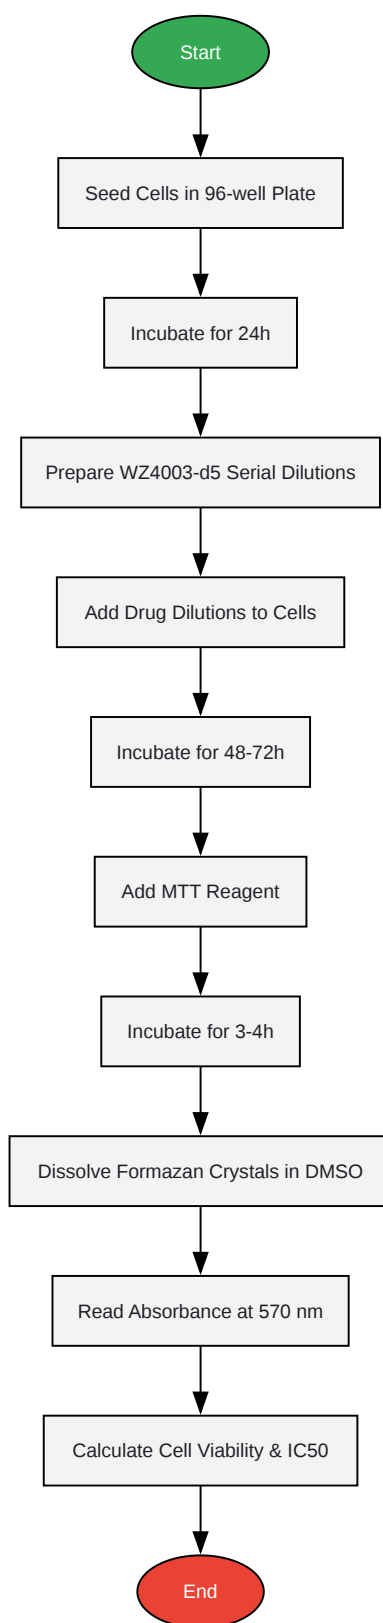 Start
Seed Cells in 96-well Plate
Incubate for 24h
Prepare WZ4003-d5 Serial Dilutions
Add Drug Dilutions to Cells
Incubate for 48-72h
Add MTT Reagent
Incubate for 3-4h
Dissolve Formazan Crystals in DMSO
Read Absorbance at 570 nm
Calculate Cell Viability & IC50
End